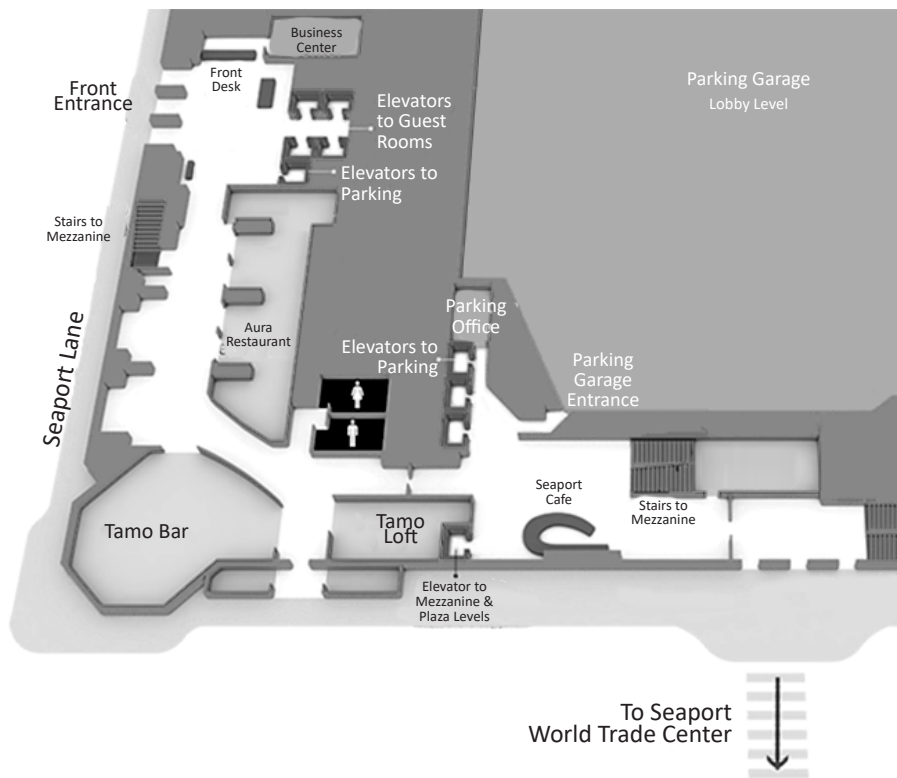 Business
Center
Front
Desk
Front
Entrance
Parking Garage
Lobby Level
Elevators
to Guest
Rooms
Elevators to
Parking
Stairs to
Mezzanine
Seaport Lane
Aura
Restaurant
Parking
Office
Elevators to
Parking
Parking
Garage
Entrance
Seaport
Cafe
Stairs to
Mezzanine
Tamo Bar
Tamo
Loft
Elevator to
Mezzanine &
Plaza Levels
To Seaport
World Trade Center